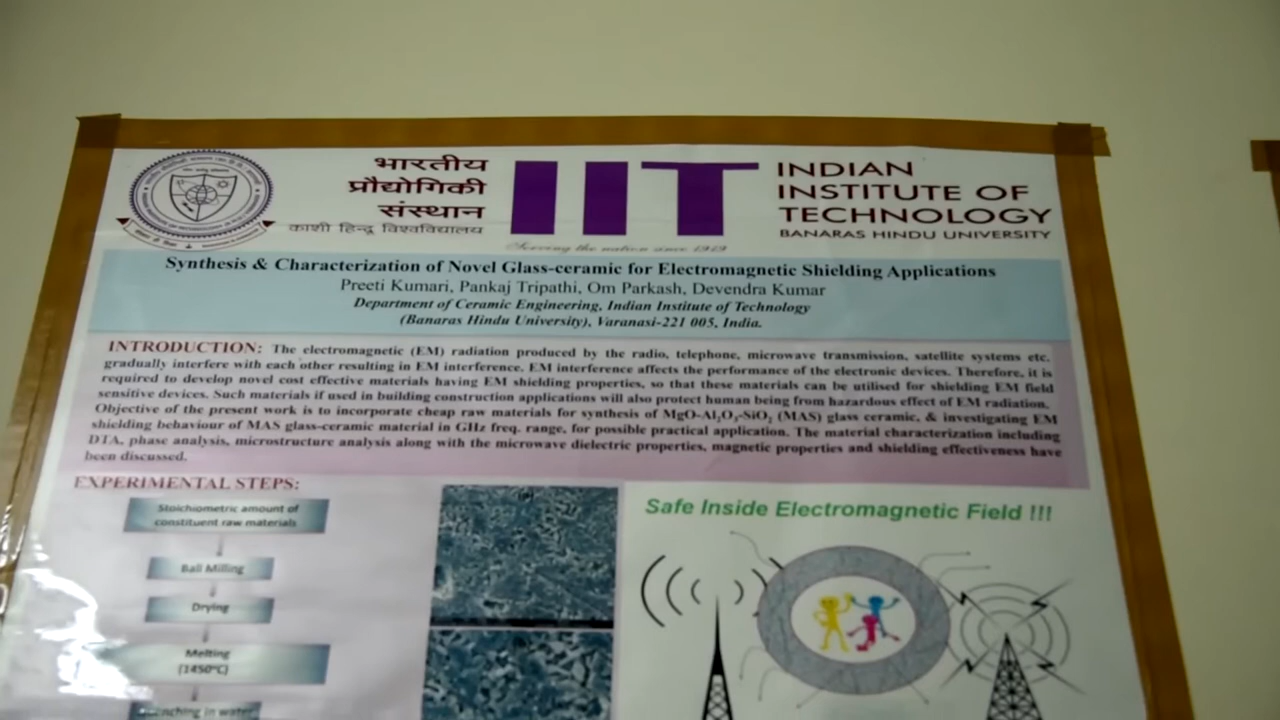 भारतीय
प्रौद्योगिकी
संस्थान
काशी हिन्दू विश्वविद्यालय
IIT
INDIAN
INSTITUTE OF
TECHNOLOGY
BANARAS HINDU UNIVERSITY
Serving the nation since 1919
Synthesis & Characterization of Novel Glass-ceramic for Electromagnetic Shielding Applications
Preeti Kumari, Pankaj Tripathi, Om Parkash, Devendra Kumar
Department of Ceramic Engineering, Indian Institute of Technology
(Banaras Hindu University), Varanasi-221 005, India.
INTRODUCTION: The electromagnetic (EM) radiation produced by the radio, telephone, microwave transmission, satellite systems etc.
gradually interfere with each other resulting in EM interference. EM interference affects the performance of the electronic devices. Therefore, it is
required to develop novel cost effective materials having EM shielding properties, so that these materials can be utilised for shielding EM field
sensitive devices. Such materials if used in building construction applications will also protect human being from hazardous effect of EM radiation.
Objective of the present work is to incorporate cheap raw materials for synthesis of MgO-Al₂O₃-SiO₂ (MAS) glass ceramic, & investigating EM
shielding behaviour of MAS glass-ceramic material in GHz freq. range, for possible practical application. The material characterization including
DTA, phase analysis, microstructure analysis along with the microwave dielectric properties, magnetic properties and shielding effectiveness have
been discussed.
EXPERIMENTAL STEPS:
Stoichiometric amount of
constituent raw materials
Ball Milling
Drying
Melting
(1450°C)
in water
Safe Inside Electromagnetic Field !!!